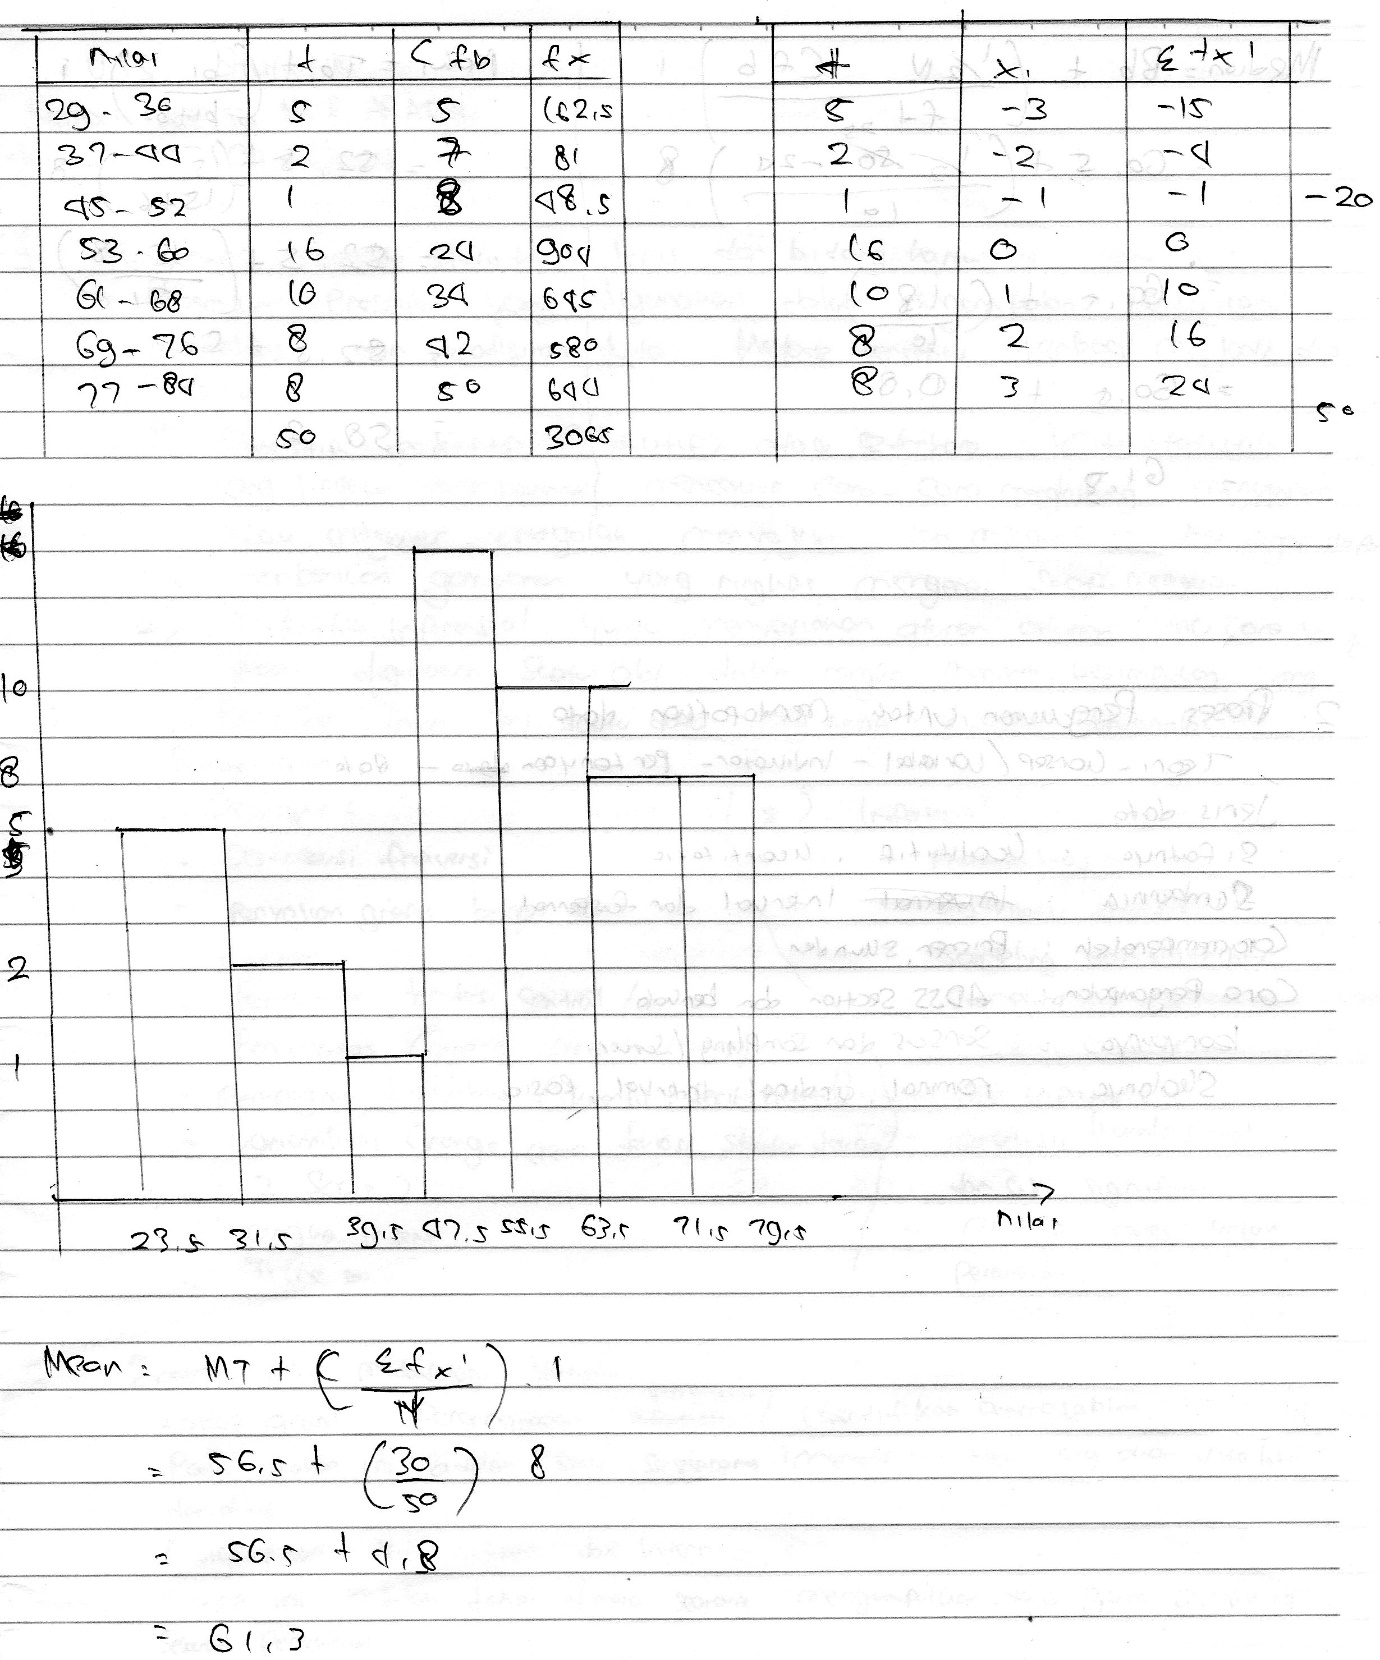 Nilai f Cfb fx f x' Σfx'
29 - 36 5 5 162,5 5 -3 -15
37-44 2 7 81 2 -2 -4
45 - 52 1 8 48,5 1 -1 -1 -20
53 - 60 16 24 904 16 0 0
61 - 68 10 34 645 10 1 10
69 - 76 8 42 580 8 2 16
77 - 84 8 50 644 8 3 24
50 3065 50
16
10
8
5
2
1
23,5 31,5 39,5 47,5 55,5 63,5 71,5 79,5 nilai
Mean : MT + (Σfx' / N) . 1
= 56,5 + (30 / 50) 8
= 56,5 + 4,8
= 61,3